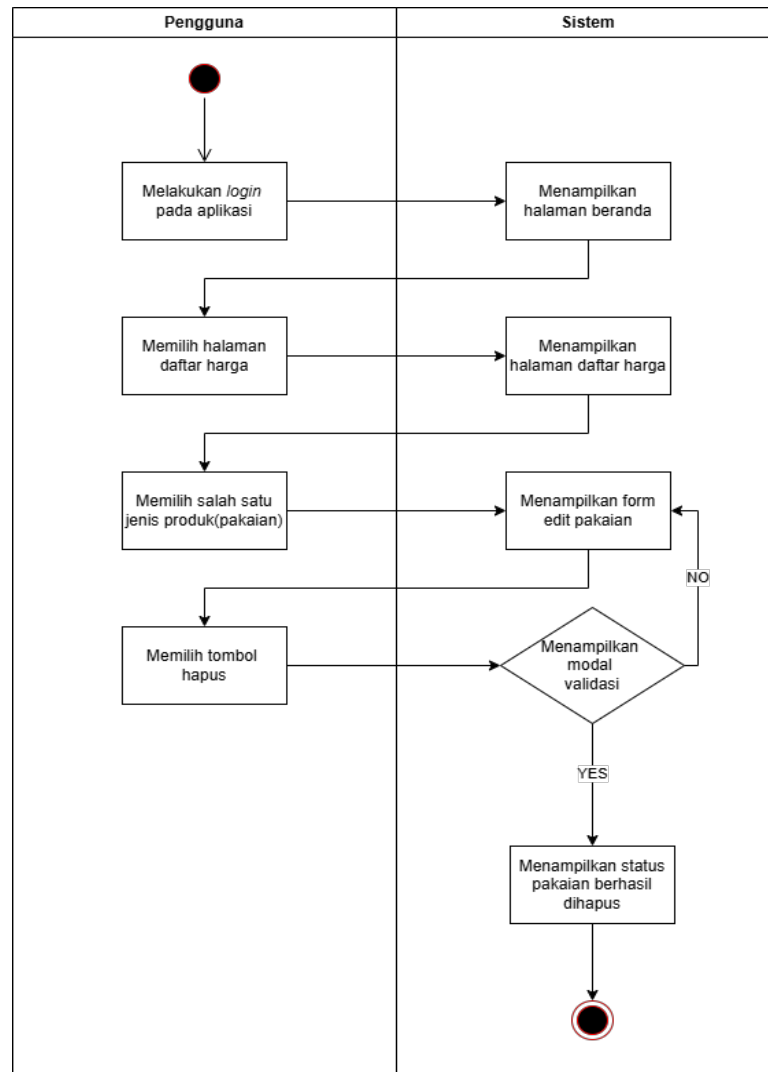 Pengguna
Sistem
Melakukan login
pada aplikasi
Menampilkan
halaman beranda
Memilih halaman
daftar harga
Menampilkan
halaman daftar harga
Memilih salah satu
jenis produk(pakaian)
Menampilkan form
edit pakaian
NO
Memilih tombol
hapus
Menampilkan
modal
validasi
YES
Menampilkan status
pakaian berhasil
dihapus